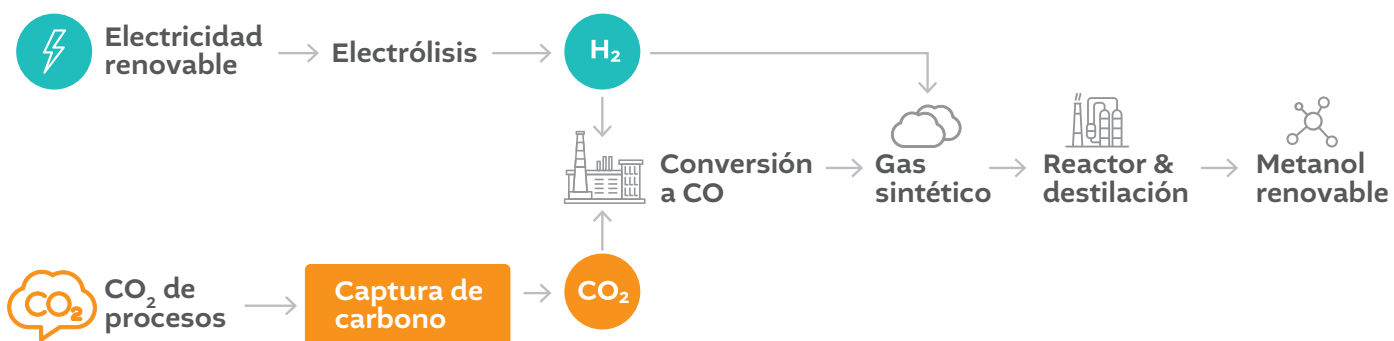 Electricidad
renovable
Electrólisis
H₂
Conversión
a CO
Gas
sintético
Reactor &
destilación
Metanol
renovable
CO₂
CO₂ de
procesos
Captura de
carbono
CO₂